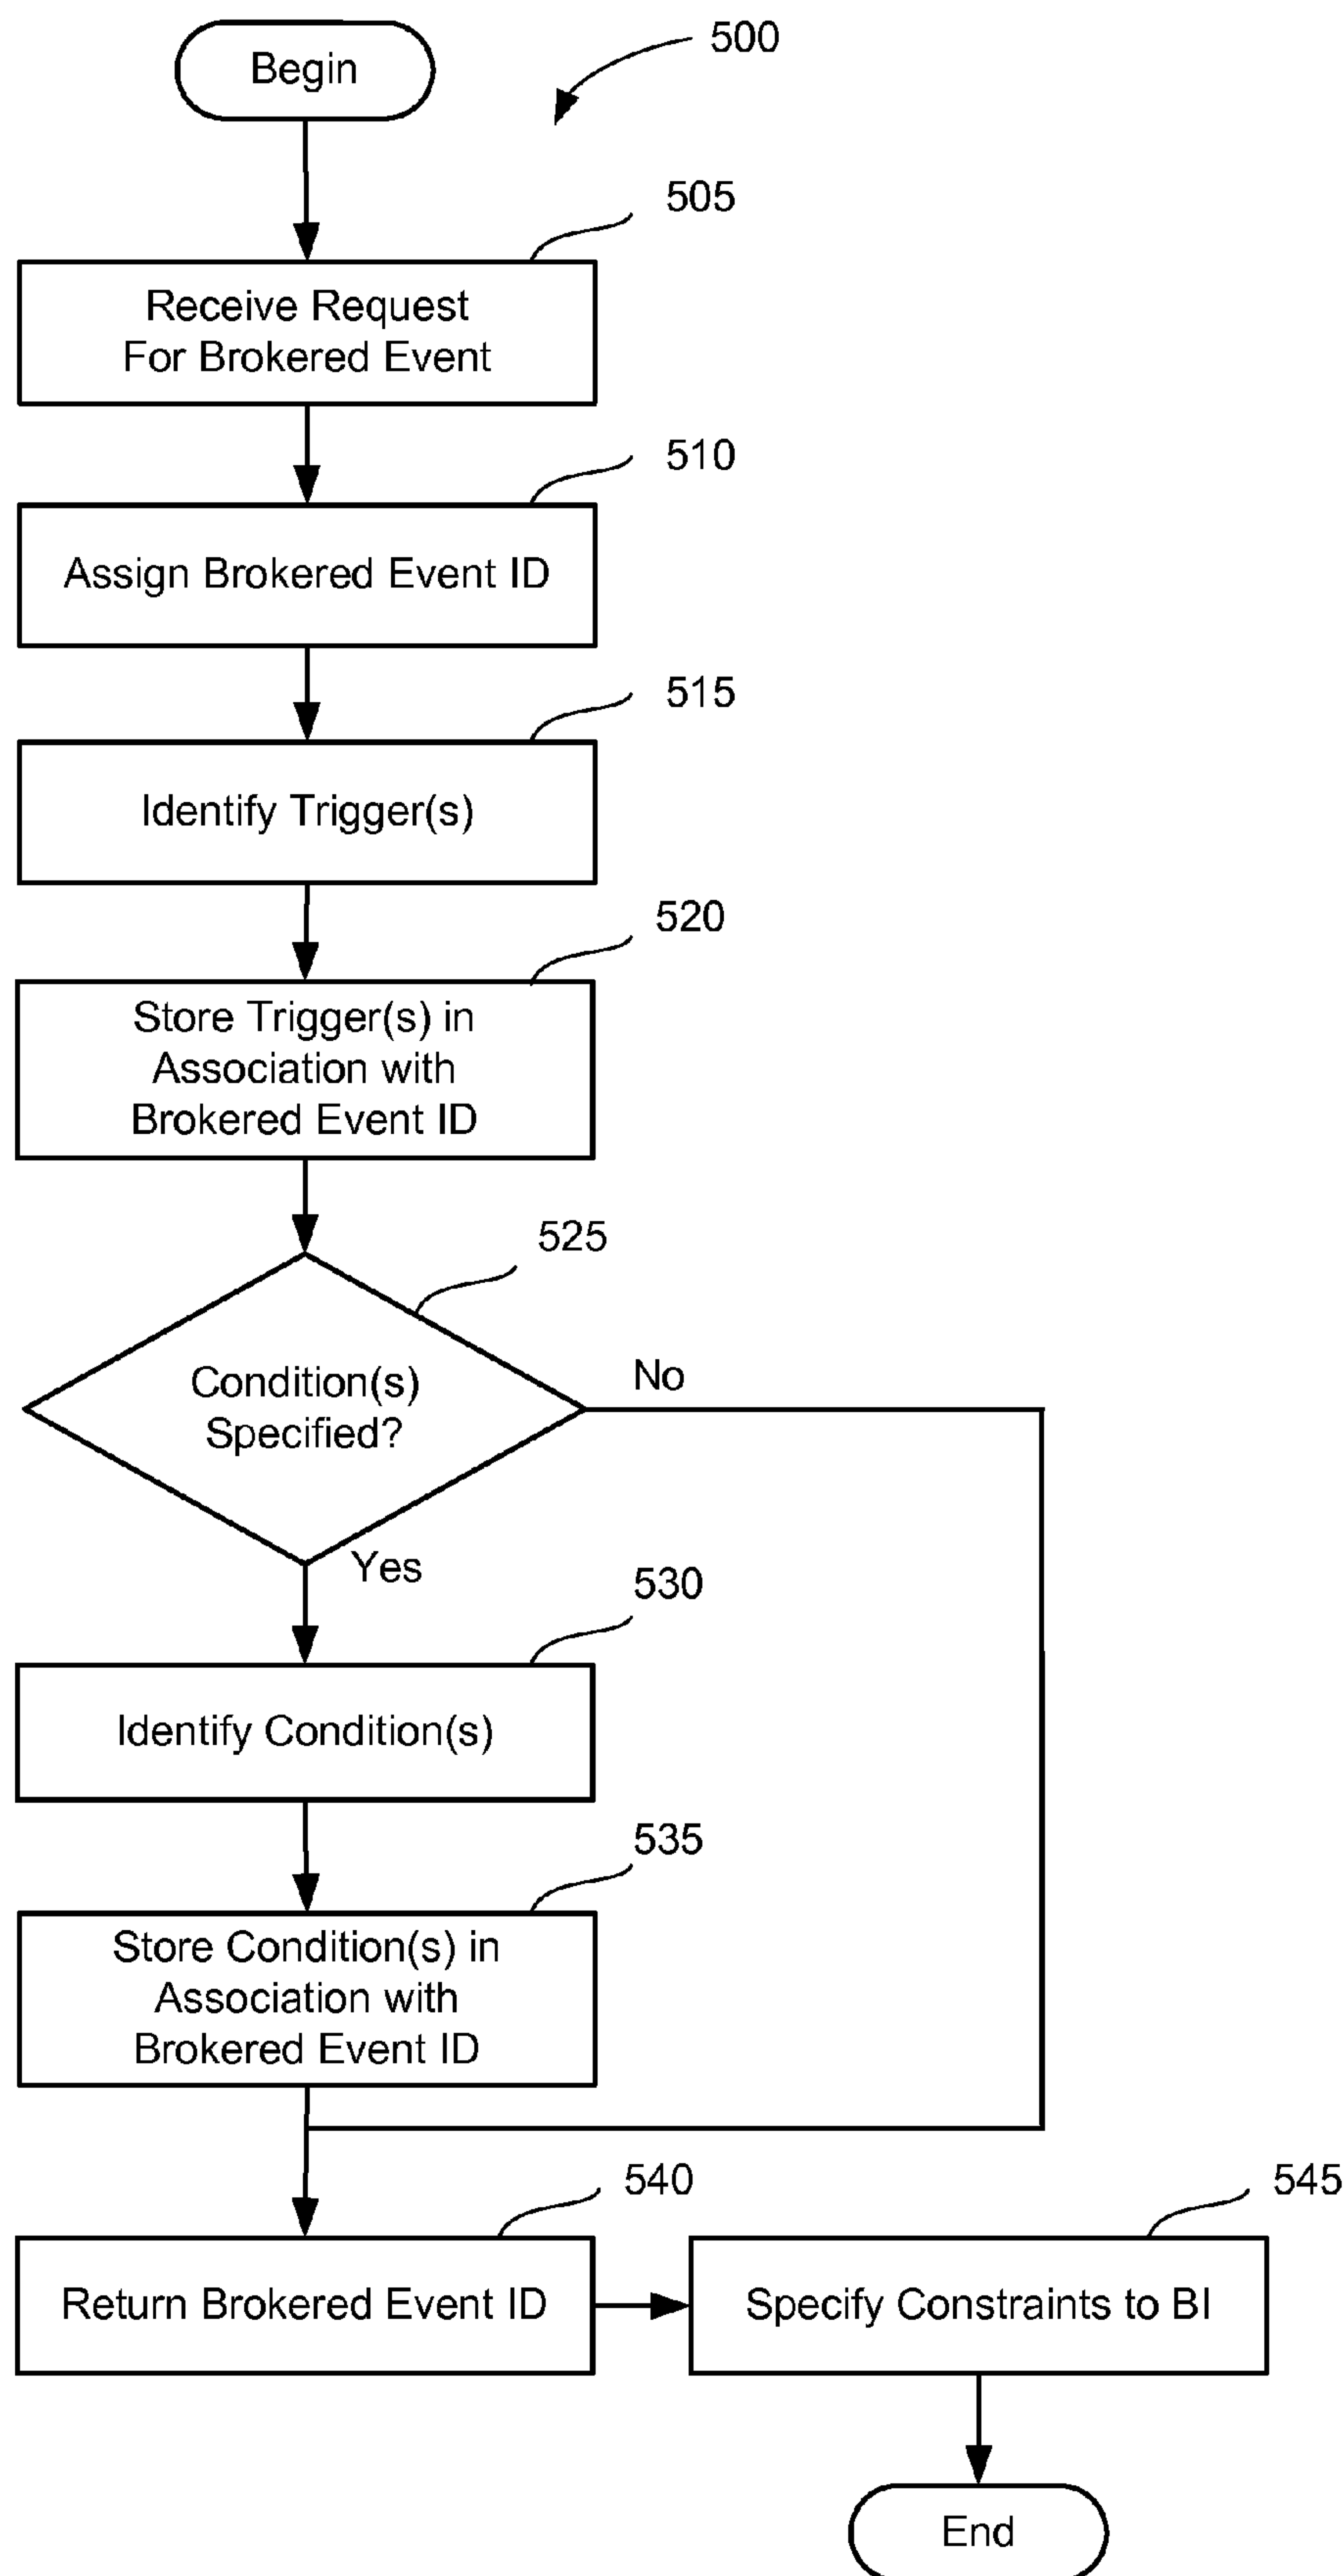 Begin
500
505
Receive Request
For Brokered Event
510
Assign Brokered Event ID
515
Identify Trigger(s)
520
Store Trigger(s) in
Association with
Brokered Event ID
525
Condition(s)
Specified?
No
Yes
530
Identify Condition(s)
535
Store Condition(s) in
Association with
Brokered Event ID
540
Return Brokered Event ID
545
Specify Constraints to BI
End